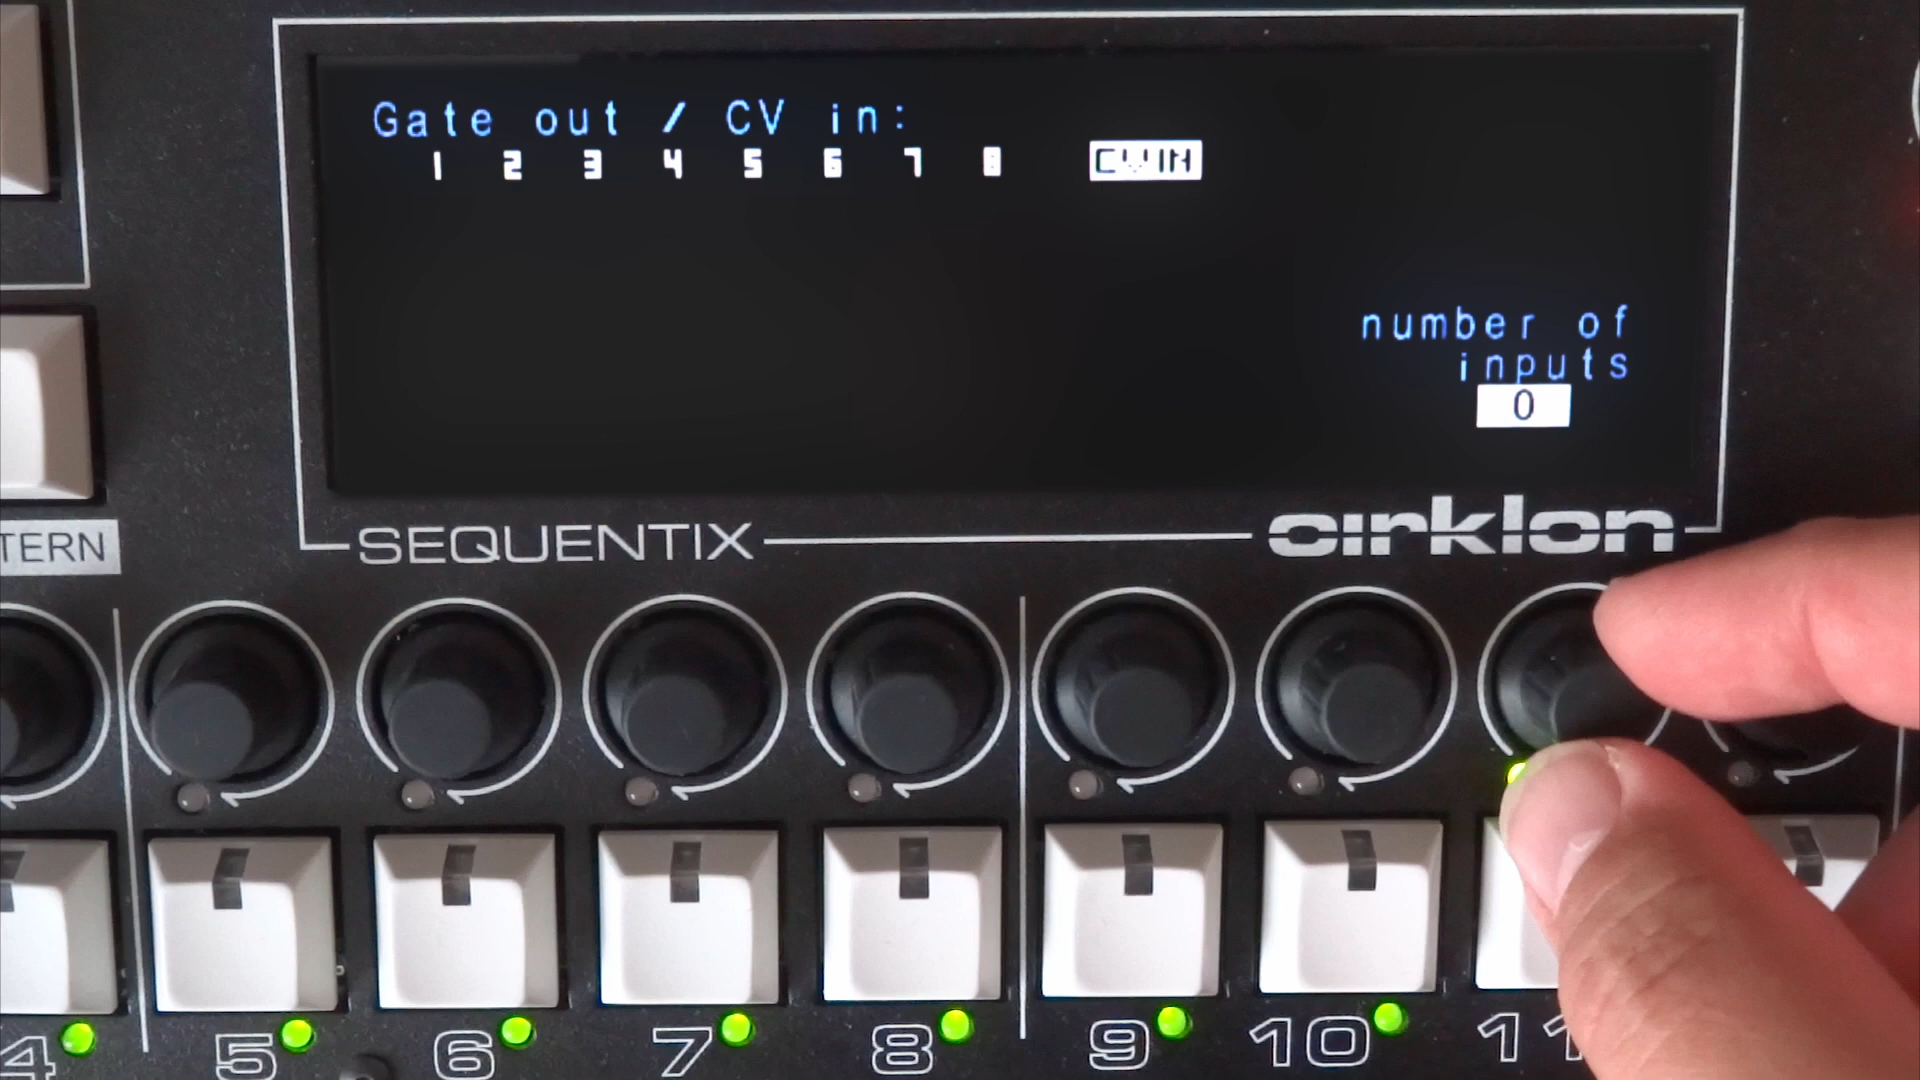 Gate out / CV in:
1 2 3 4 5 6 7 8 CVIN
number of
inputs
0
TERN
SEQUENTIX
cirklon
4 5 6 7 8 9 10 11